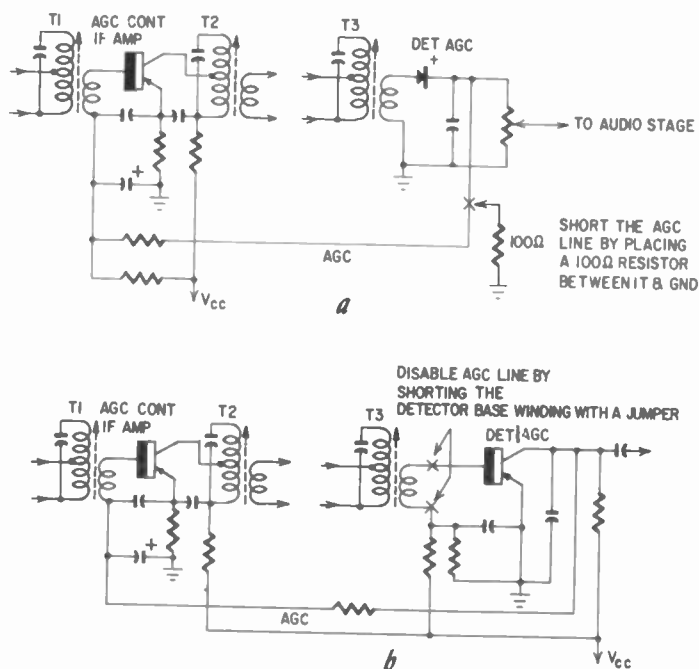 T1
AGC CONT
IF AMP
T2
T3
DET AGC
+
TO AUDIO STAGE
+
100Ω
SHORT THE AGC
LINE BY PLACING
A 100Ω RESISTOR
BETWEEN IT & GND
AGC
VCC
a
DISABLE AGC LINE BY
SHORTING THE
DETECTOR BASE WINDING WITH A JUMPER
T1
AGC CONT
IF AMP
T2
T3
DET & AGC
+
AGC
VCC
b